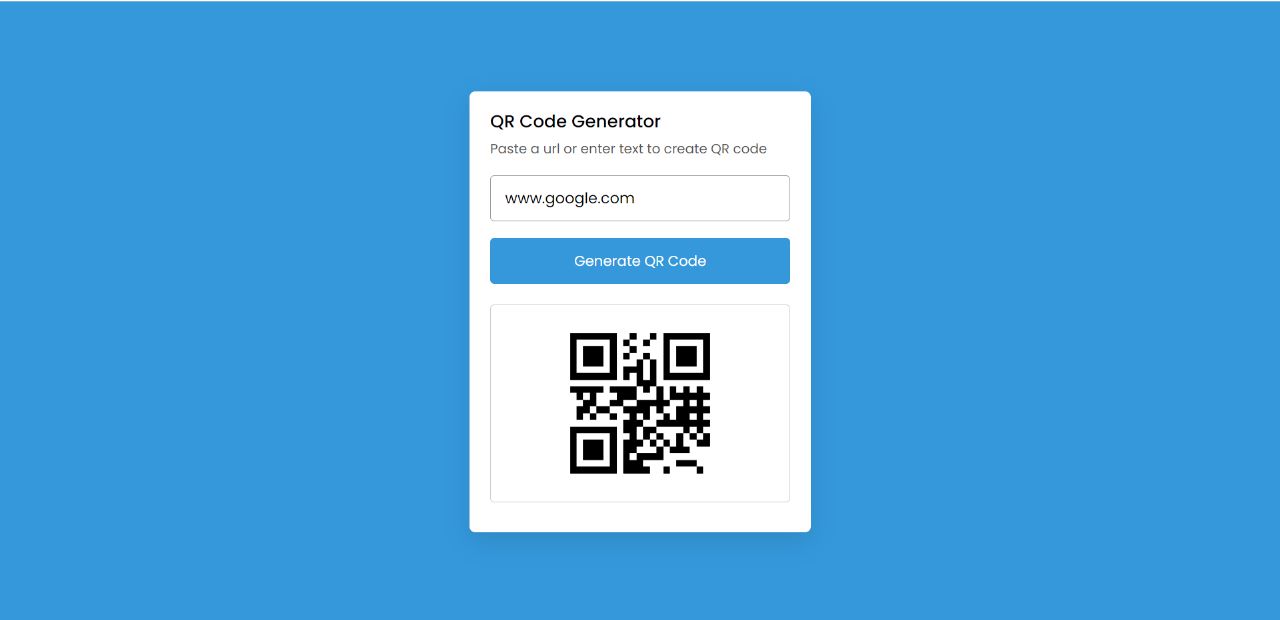 QR Code Generator
Paste a url or enter text to create QR code
www.google.com
Generate QR Code